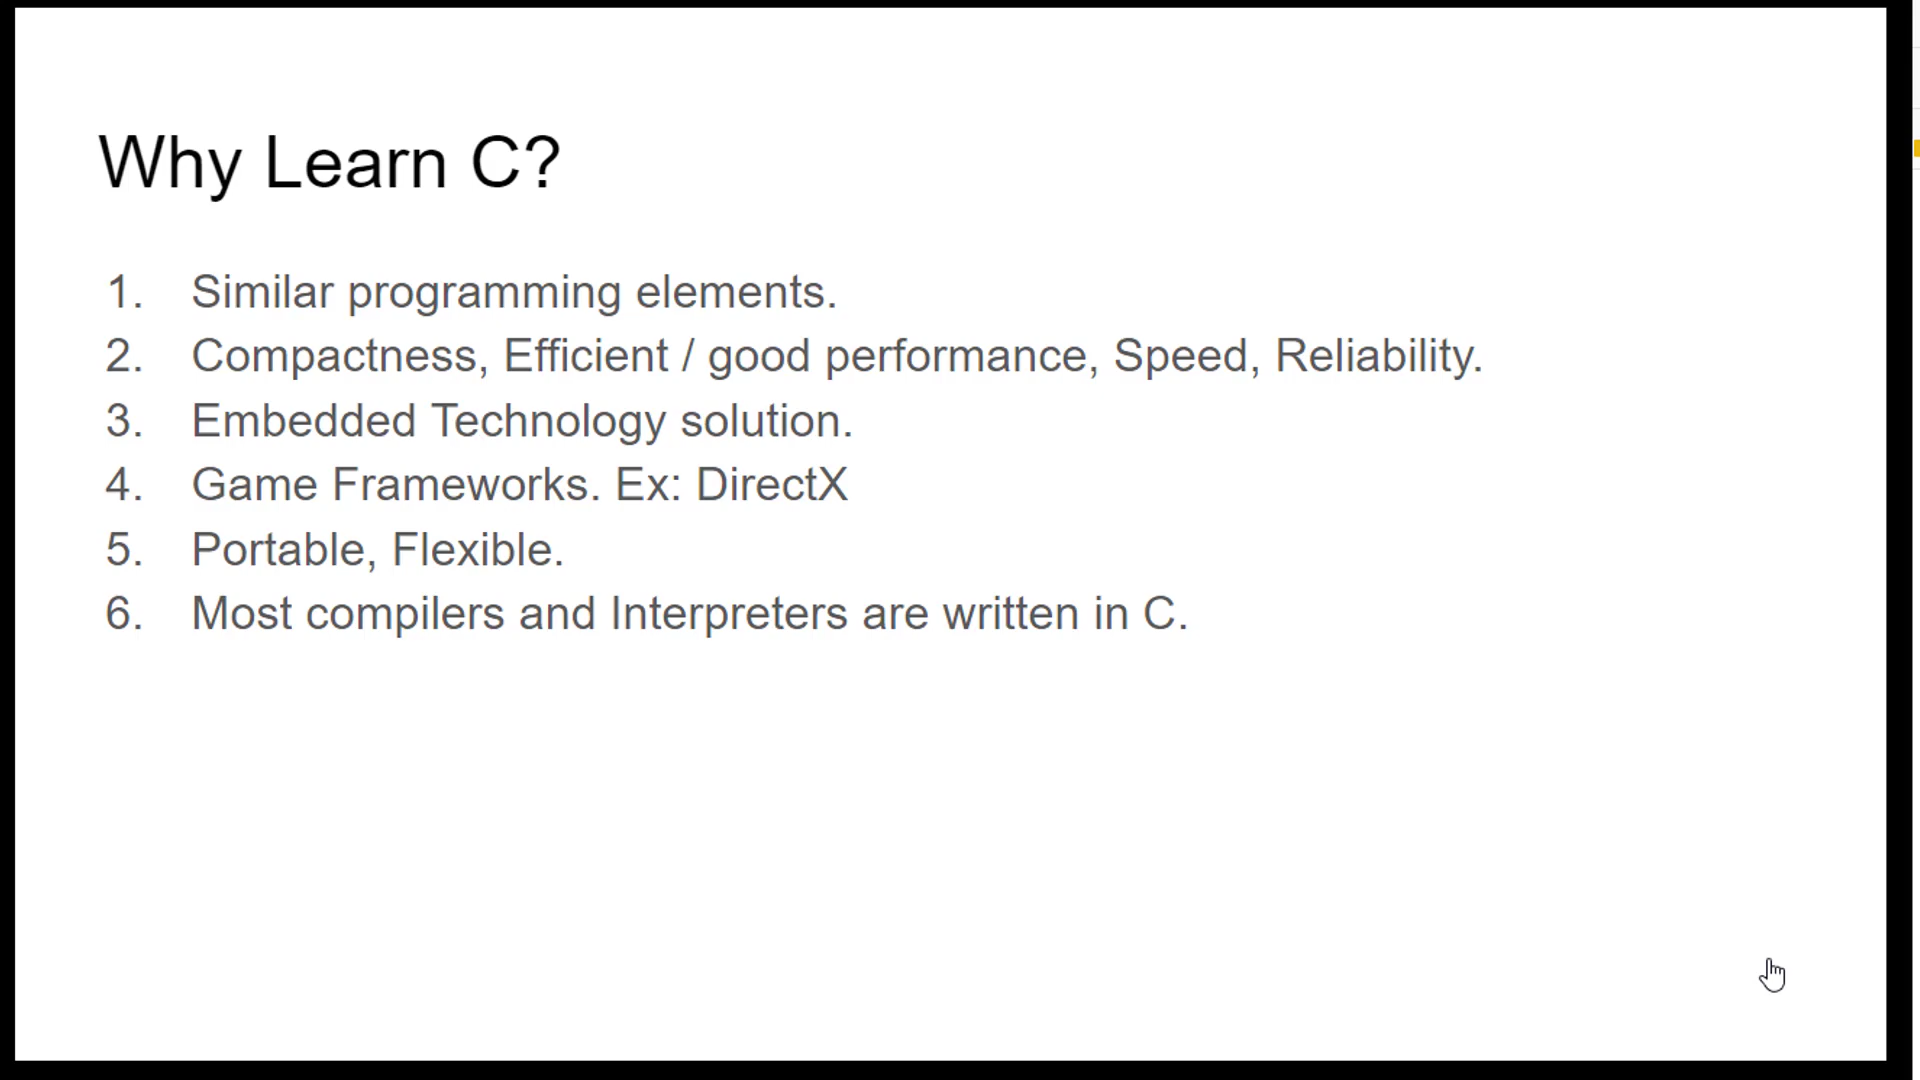 Why Learn C?
1. Similar programming elements.
2. Compactness, Efficient / good performance, Speed, Reliability.
3. Embedded Technology solution.
4. Game Frameworks. Ex: DirectX
5. Portable, Flexible.
6. Most compilers and Interpreters are written in C.